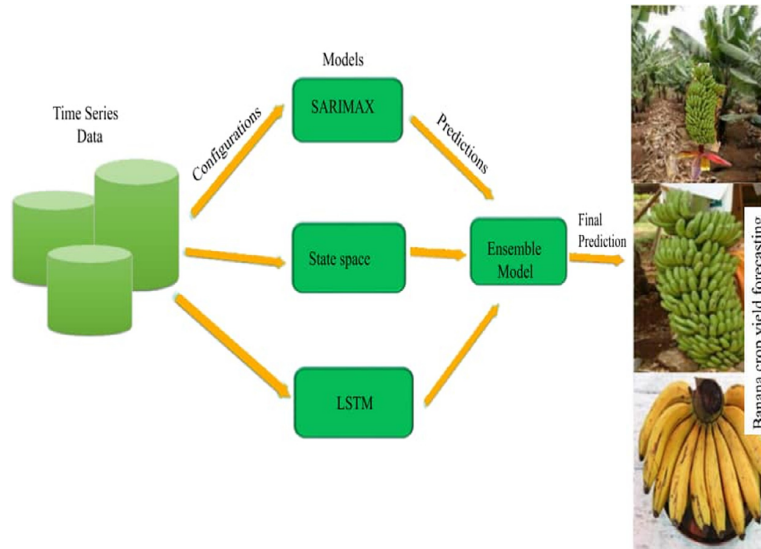 Time Series
Data
Configurations
Models
SARIMAX
State space
LSTM
Predictions
Ensemble
Model
Final
Prediction
Banana crop yield forecasting